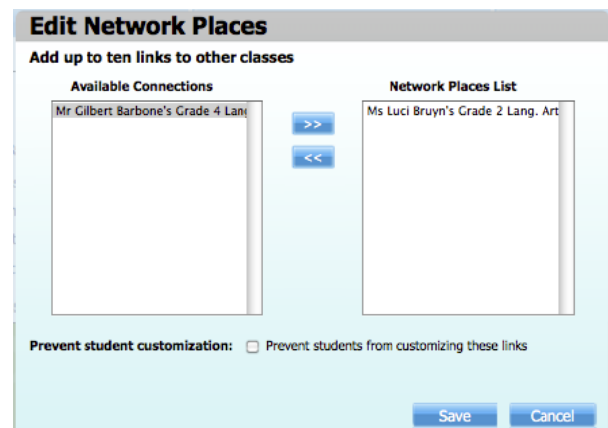 Edit Network Places
Add up to ten links to other classes
Available Connections
Network Places List
Mr Gilbert Barbone's Grade 4 Lang
Ms Luci Bruyn's Grade 2 Lang. Art
>>
<<
Prevent student customization: Prevent students from customizing these links
Save Cancel